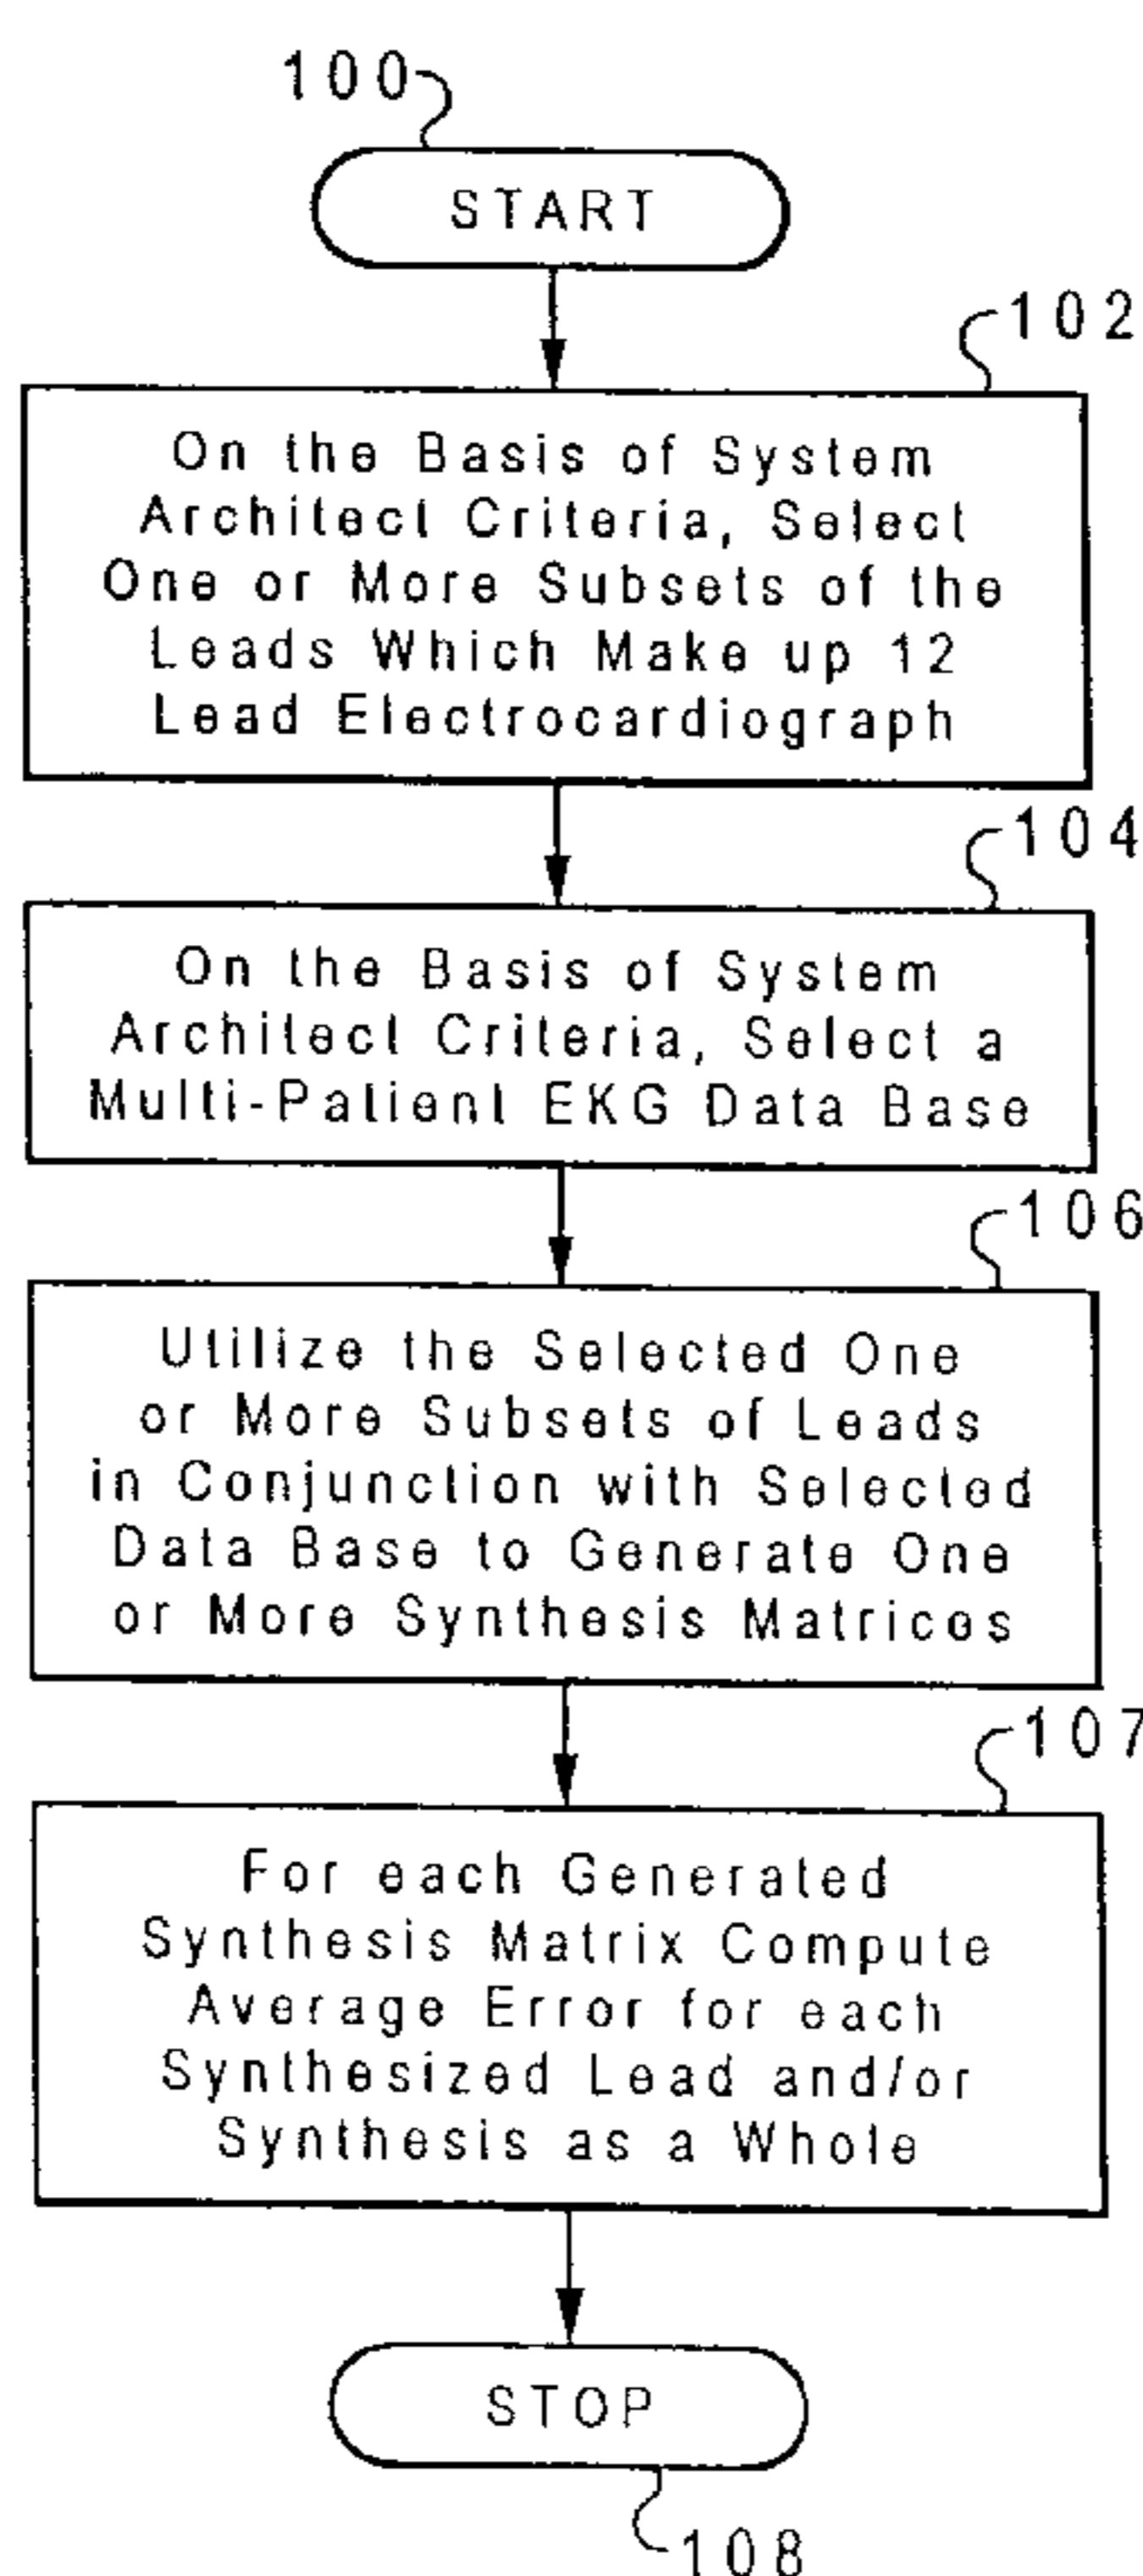 100
START
102
On the Basis of System
Architect Criteria, Select
One or More Subsets of the
Leads Which Make up 12
Lead Electrocardiograph
104
On the Basis of System
Architect Criteria, Select a
Multi-Patient EKG Data Base
106
Utilize the Selected One
or More Subsets of Leads
in Conjunction with Selected
Data Base to Generate One
or More Synthesis Matrices
107
For each Generated
Synthesis Matrix Compute
Average Error for each
Synthesized Lead and/or
Synthesis as a Whole
STOP
108